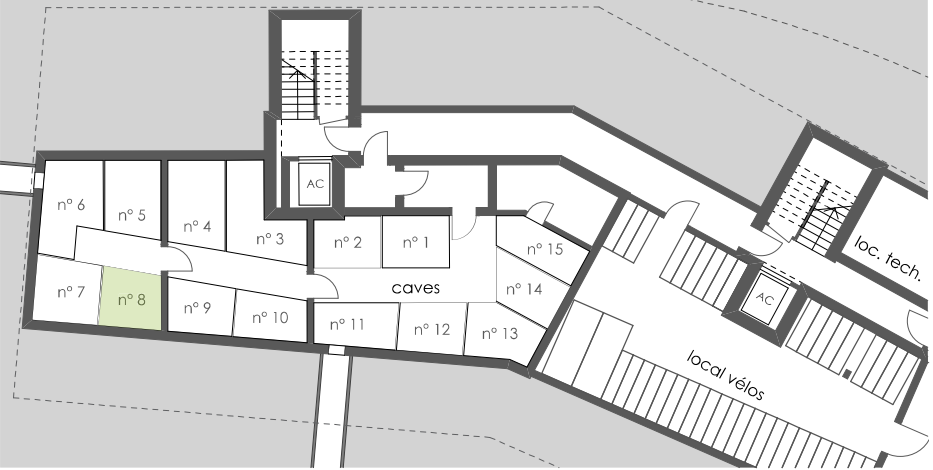 AC
n° 6
n° 5
n° 4
n° 3
n° 2
n° 1
n° 15
loc. tech.
n° 7
n° 8
n° 9
n° 10
caves
n° 14
AC
n° 11
n° 12
n° 13
local vélos